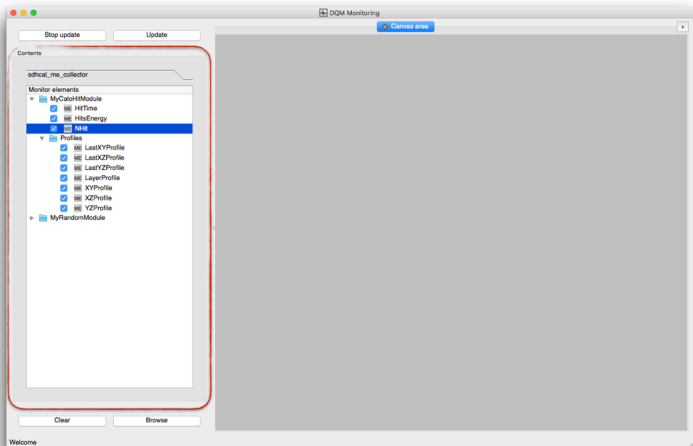 DQM Monitoring
Stop update
Update
Canvas area
Contents
sdhcal_me_collector
Monitor elements
MyCaloHitModule
ME HitTime
ME HitsEnergy
ME NHit
Profiles
ME LastXYProfile
ME LastXZProfile
ME LastYZProfile
ME LayerProfile
ME XYProfile
ME XZProfile
ME YZProfile
MyRandomModule
Clear
Browse
Welcome